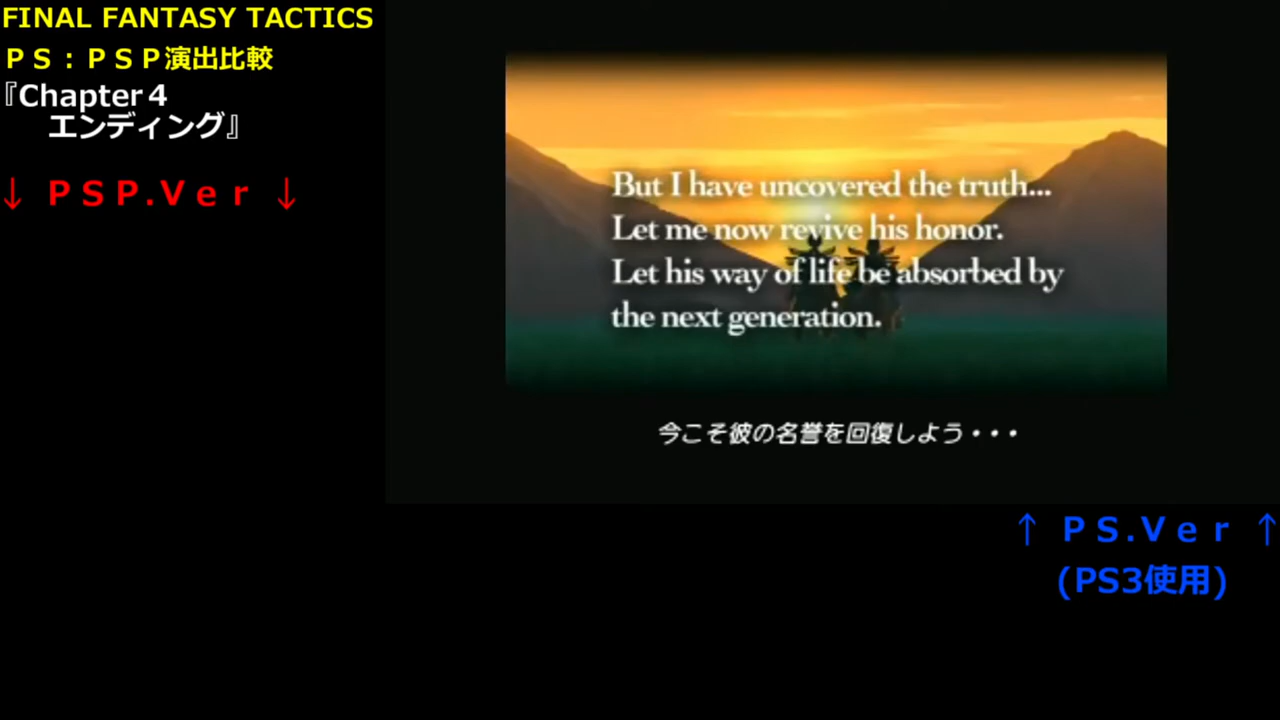 FINAL FANTASY TACTICS
ＰＳ：ＰＳＰ演出比較
『Chapter４
エンディング』
↓ ＰＳＰ.Ｖｅｒ ↓
But I have uncovered the truth...
Let me now revive his honor.
Let his way of life be absorbed by
the next generation.
今こそ彼の名誉を回復しよう・・・
↑ ＰＳ.Ｖｅｒ ↑
(PS3使用)